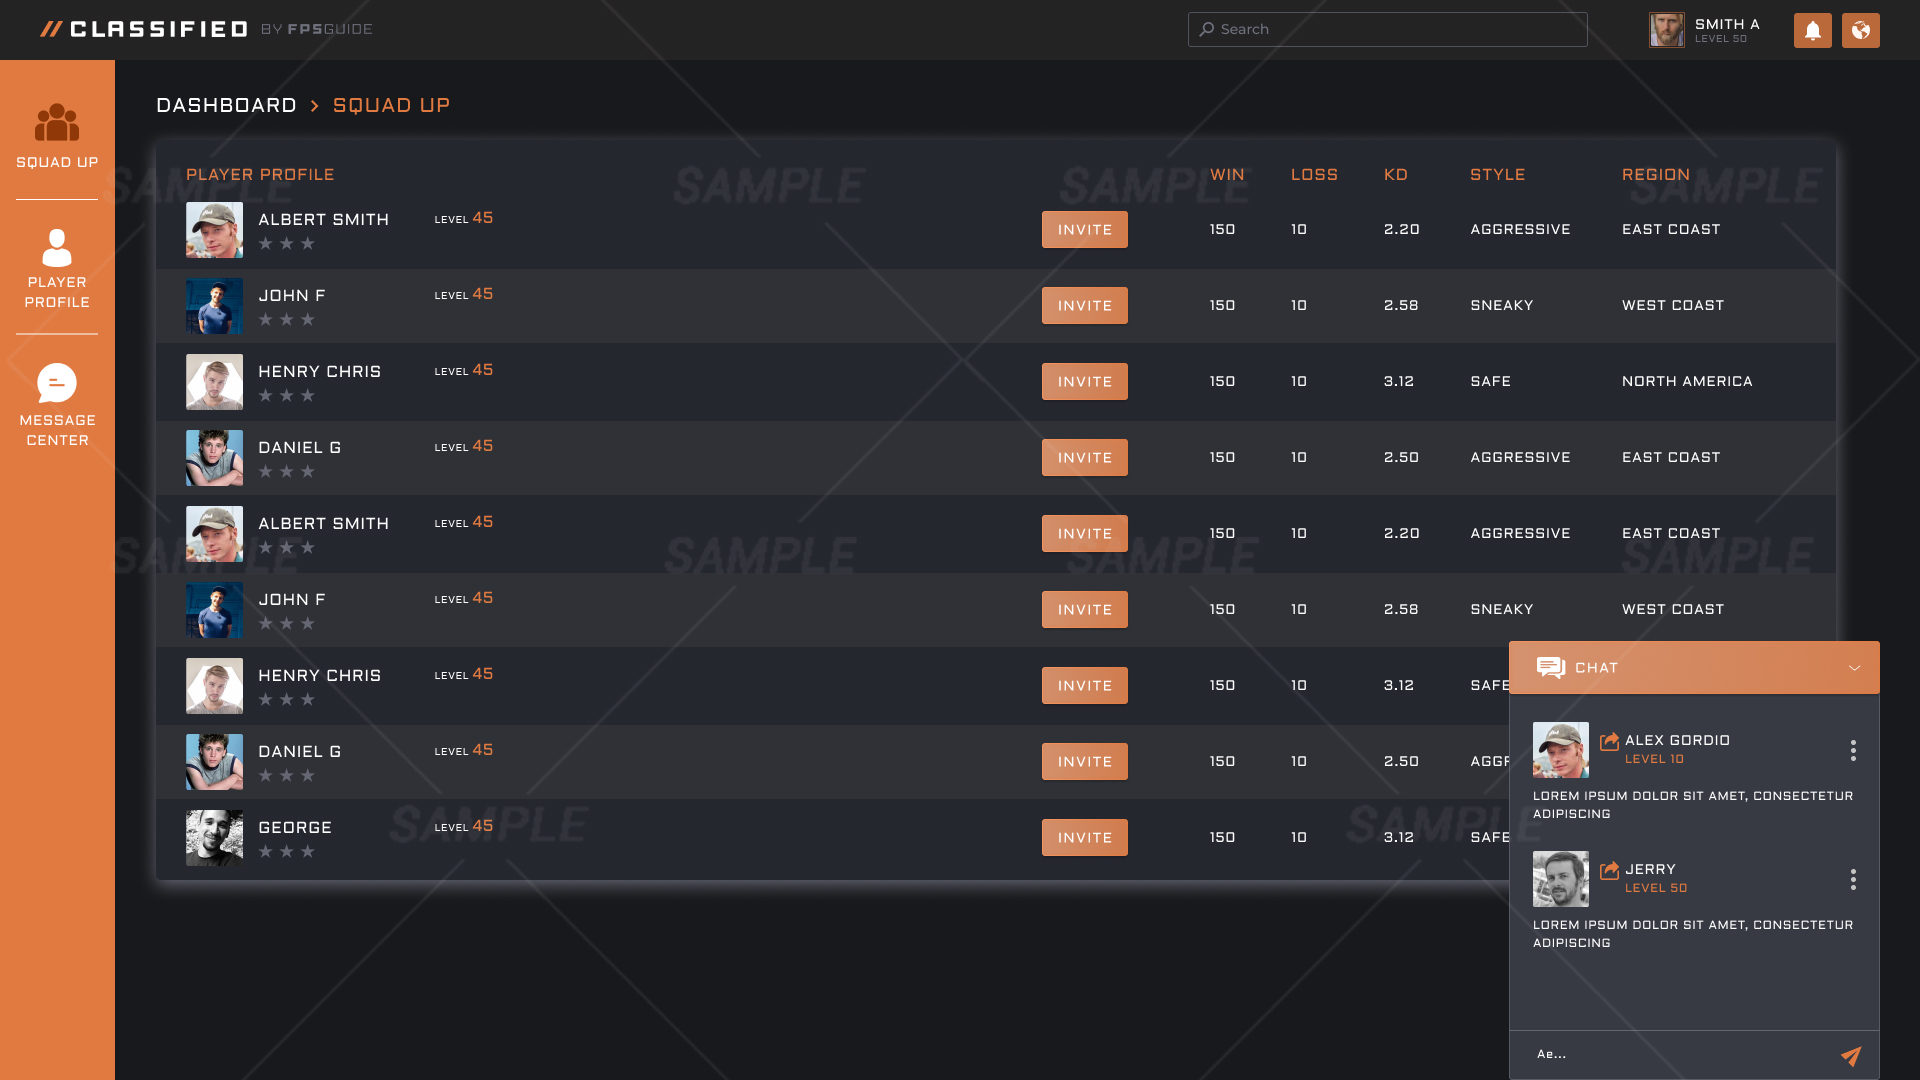 // CLASSIFIED BY FPSGUIDE
Search
SMITH A
LEVEL 50
DASHBOARD > SQUAD UP
SQUAD UP
PLAYER
PROFILE
MESSAGE
CENTER
PLAYER PROFILE WIN LOSS KD STYLE REGION
ALBERT SMITH LEVEL 45 INVITE 150 10 2.20 AGGRESSIVE EAST COAST
JOHN F LEVEL 45 INVITE 150 10 2.58 SNEAKY WEST COAST
HENRY CHRIS LEVEL 45 INVITE 150 10 3.12 SAFE NORTH AMERICA
DANIEL G LEVEL 45 INVITE 150 10 2.50 AGGRESSIVE EAST COAST
ALBERT SMITH LEVEL 45 INVITE 150 10 2.20 AGGRESSIVE EAST COAST
JOHN F LEVEL 45 INVITE 150 10 2.58 SNEAKY WEST COAST
HENRY CHRIS LEVEL 45 INVITE 150 10 3.12 SAFE
DANIEL G LEVEL 45 INVITE 150 10 2.50 AGGR
GEORGE LEVEL 45 INVITE 150 10 3.12 SAFE
CHAT
ALEX GORDIO
LEVEL 10
LOREM IPSUM DOLOR SIT AMET, CONSECTETUR
ADIPISCING
JERRY
LEVEL 50
LOREM IPSUM DOLOR SIT AMET, CONSECTETUR
ADIPISCING
Ae...
SAMPLE SAMPLE SAMPLE SAMPLE
SAMPLE SAMPLE SAMPLE SAMPLE
SAMPLE SAMPLE